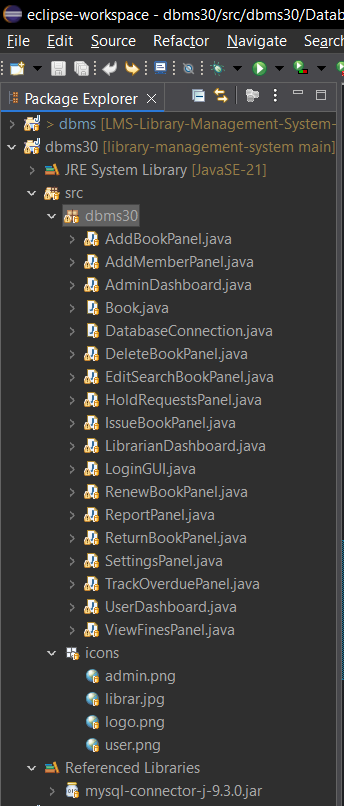 eclipse-workspace - dbms30/src/dbms30/Datab
File Edit Source Refactor Navigate Search
Package Explorer
> dbms [LMS-Library-Management-System-
dbms30 [library-management-system main]
JRE System Library [JavaSE-21]
src
dbms30
AddBookPanel.java
AddMemberPanel.java
AdminDashboard.java
Book.java
DatabaseConnection.java
DeleteBookPanel.java
EditSearchBookPanel.java
HoldRequestsPanel.java
IssueBookPanel.java
LibrarianDashboard.java
LoginGUI.java
RenewBookPanel.java
ReportPanel.java
ReturnBookPanel.java
SettingsPanel.java
TrackOverduePanel.java
UserDashboard.java
ViewFinesPanel.java
icons
admin.png
librar.jpg
logo.png
user.png
Referenced Libraries
mysql-connector-j-9.3.0.jar